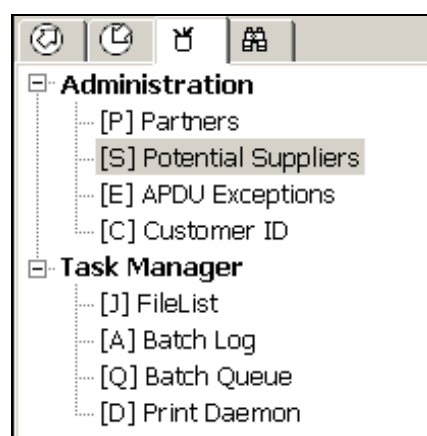 Administration
[P] Partners
[S] Potential Suppliers
[E] APDU Exceptions
[C] Customer ID
Task Manager
[J] FileList
[A] Batch Log
[Q] Batch Queue
[D] Print Daemon